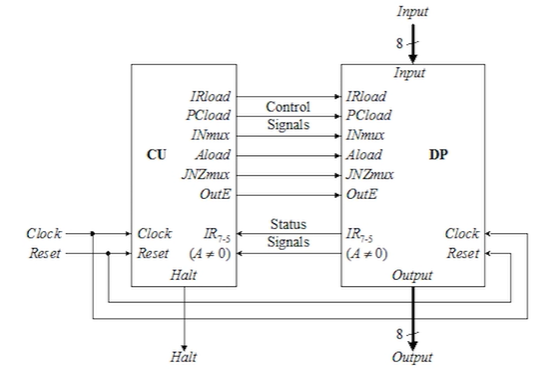 Input
8
Input
IRload
IRload
PCload
Control
PCload
INmux
Signals
INmux
CU
Aload
Aload
DP
JNZmux
JNZmux
OutE
OutE
Clock
Clock
IR7-5
Status
IR7-5
Clock
Reset
Reset
(A ≠ 0)
Signals
(A ≠ 0)
Reset
Halt
Output
8
Halt
Output